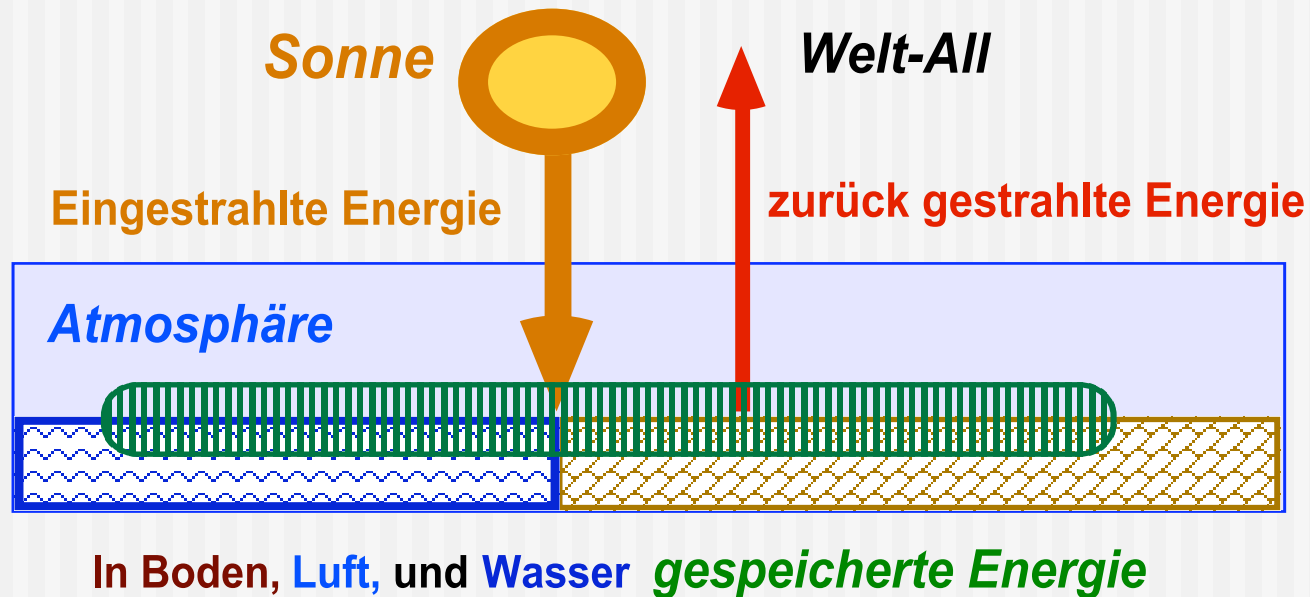 Sonne
Welt-All
Eingestrahlte Energie
zurück gestrahlte Energie
Atmosphäre
In Boden, Luft, und Wasser gespeicherte Energie